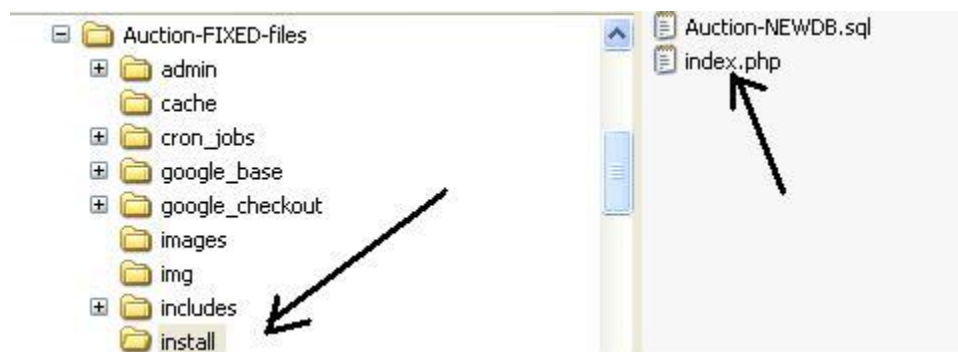 Auction-FIXED-files
admin
cache
cron_jobs
google_base
google_checkout
images
img
includes
install
Auction-NEWDB.sql
index.php